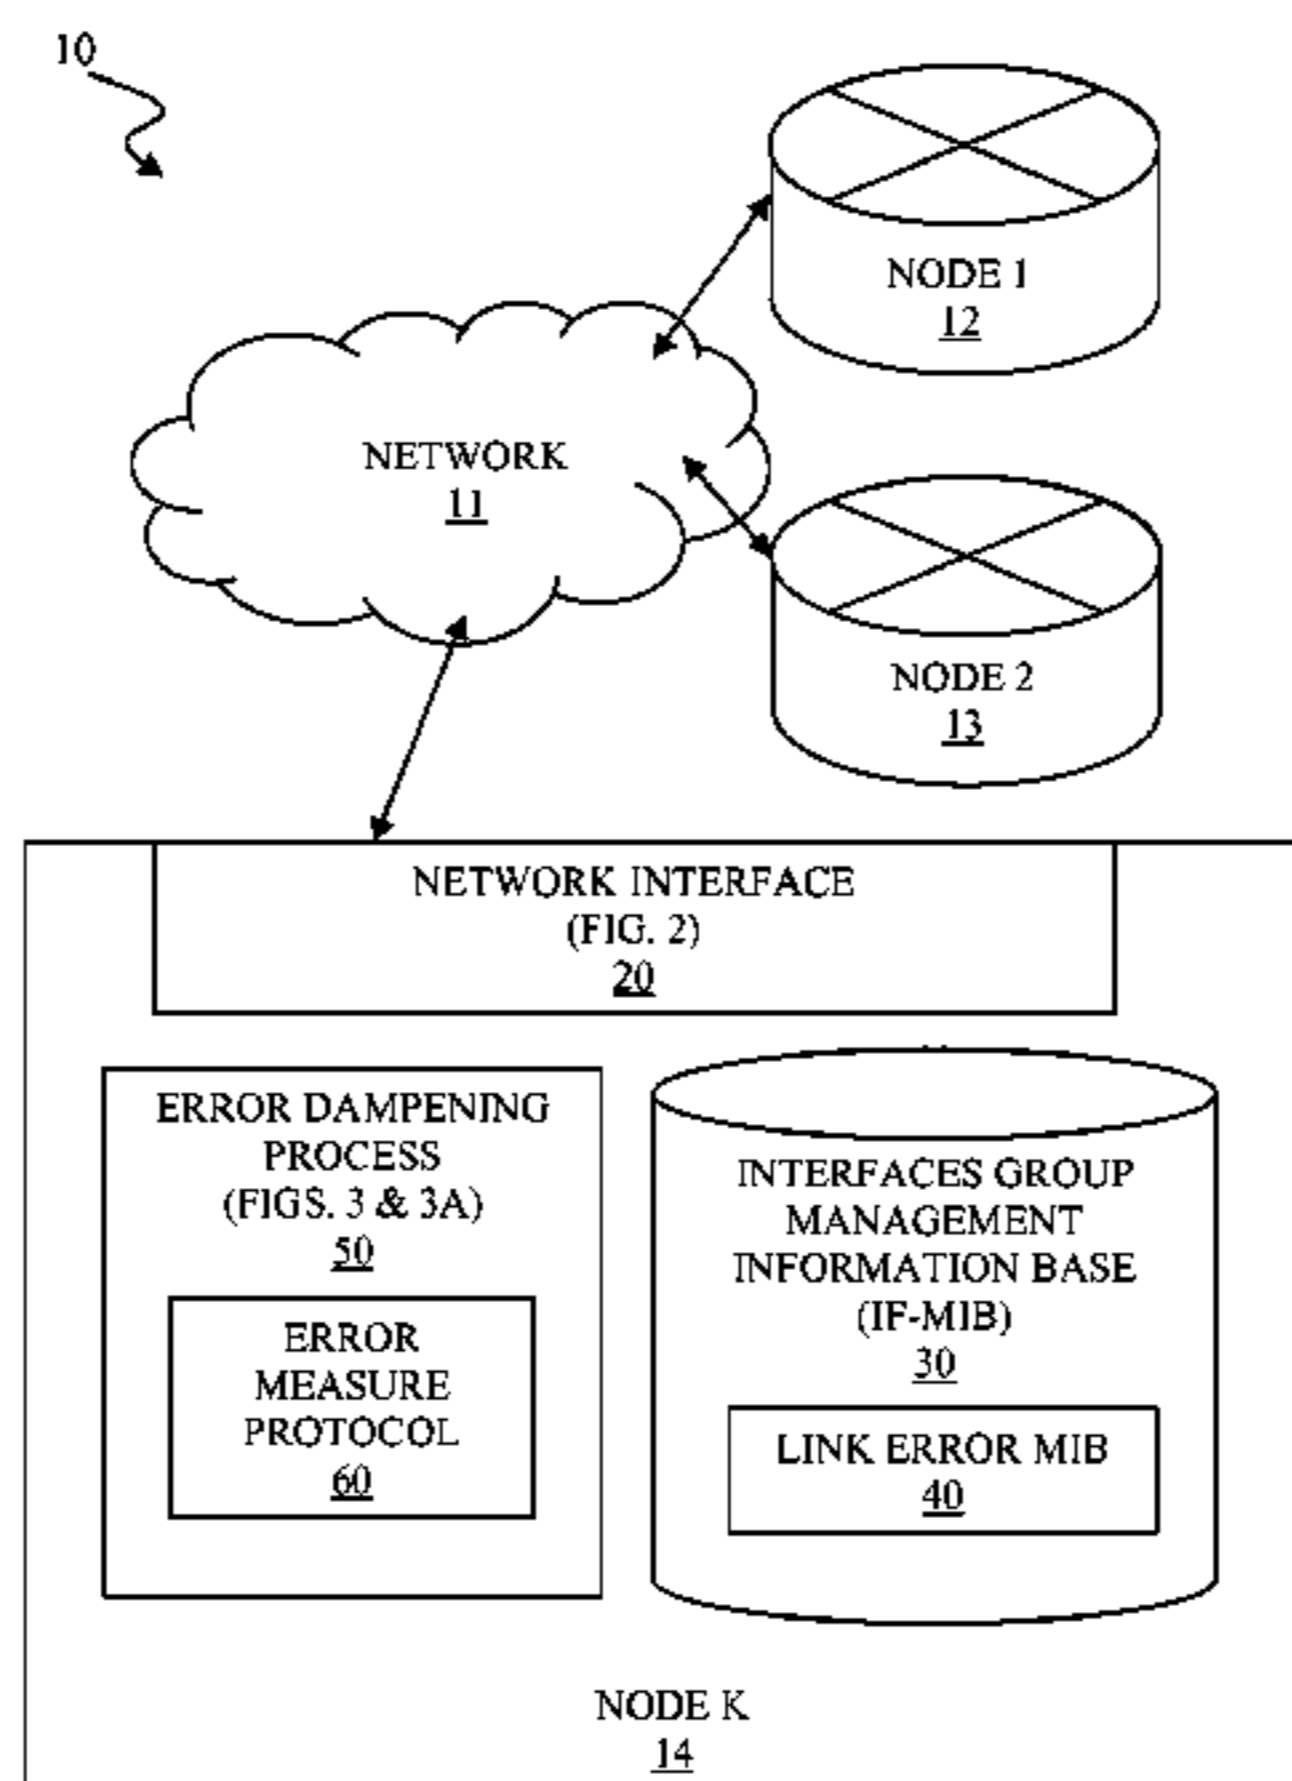 10
NODE 1
12
NETWORK
11
NODE 2
13
NETWORK INTERFACE
(FIG. 2)
20
ERROR DAMPENING
PROCESS
(FIGS. 3 & 3A)
50
ERROR
MEASURE
PROTOCOL
60
INTERFACES GROUP
MANAGEMENT
INFORMATION BASE
(IF-MIB)
30
LINK ERROR MIB
40
NODE K
14